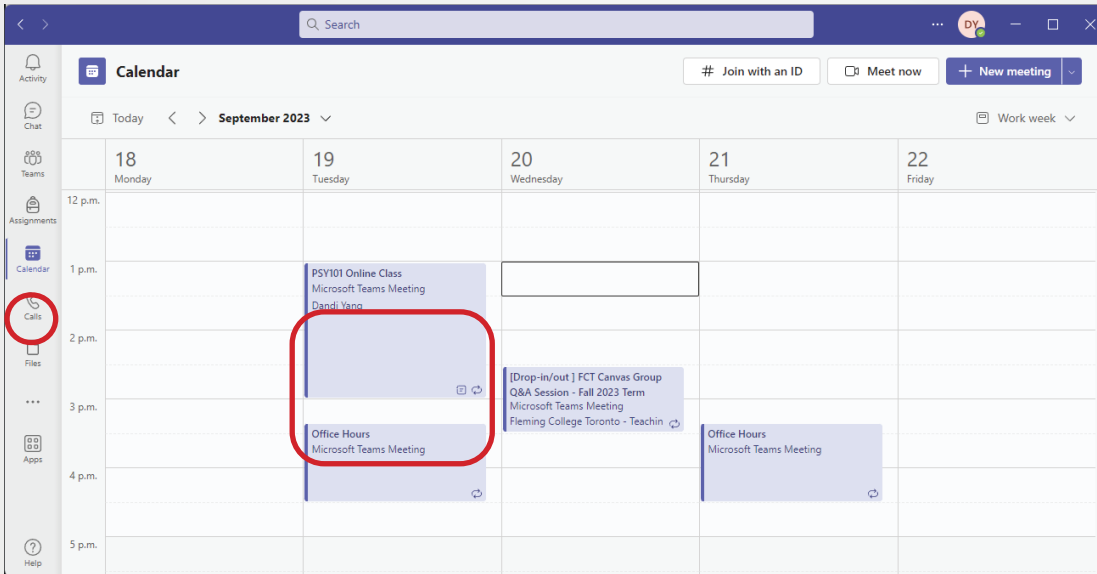 Search
DY
Activity
Chat
Teams
Assignments
Calendar
Calls
Files
Apps
Help
Calendar
# Join with an ID
Meet now
+ New meeting
Today
September 2023
Work week
18
Monday
19
Tuesday
20
Wednesday
21
Thursday
22
Friday
12 p.m.
1 p.m.
2 p.m.
3 p.m.
4 p.m.
5 p.m.
PSY101 Online Class
Microsoft Teams Meeting
Dandi Yang
Office Hours
Microsoft Teams Meeting
[Drop-in/out ] FCT Canvas Group
Q&A Session - Fall 2023 Term
Microsoft Teams Meeting
Fleming College Toronto - Teachin
Office Hours
Microsoft Teams Meeting